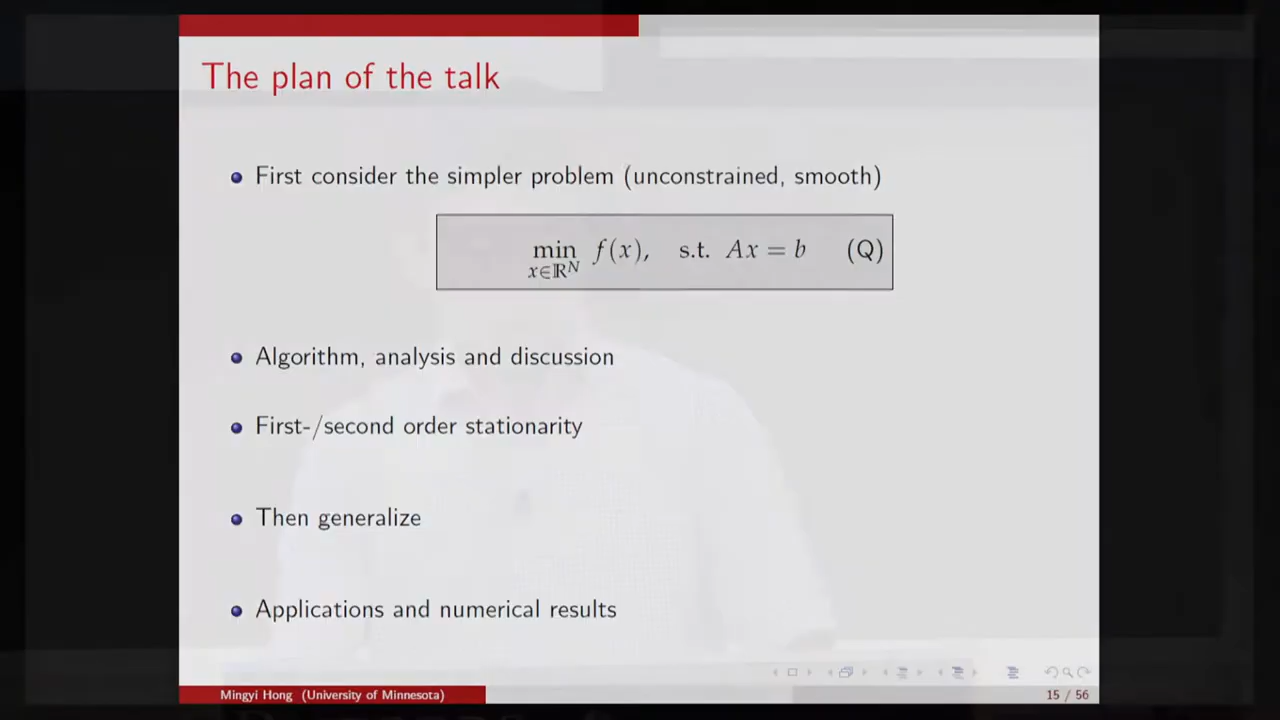 The plan of the talk
First consider the simpler problem (unconstrained, smooth)
min f(x), s.t. Ax = b (Q)
x∈ℝᴺ
Algorithm, analysis and discussion
First-/second order stationarity
Then generalize
Applications and numerical results
Mingyi Hong (University of Minnesota)
15 / 56